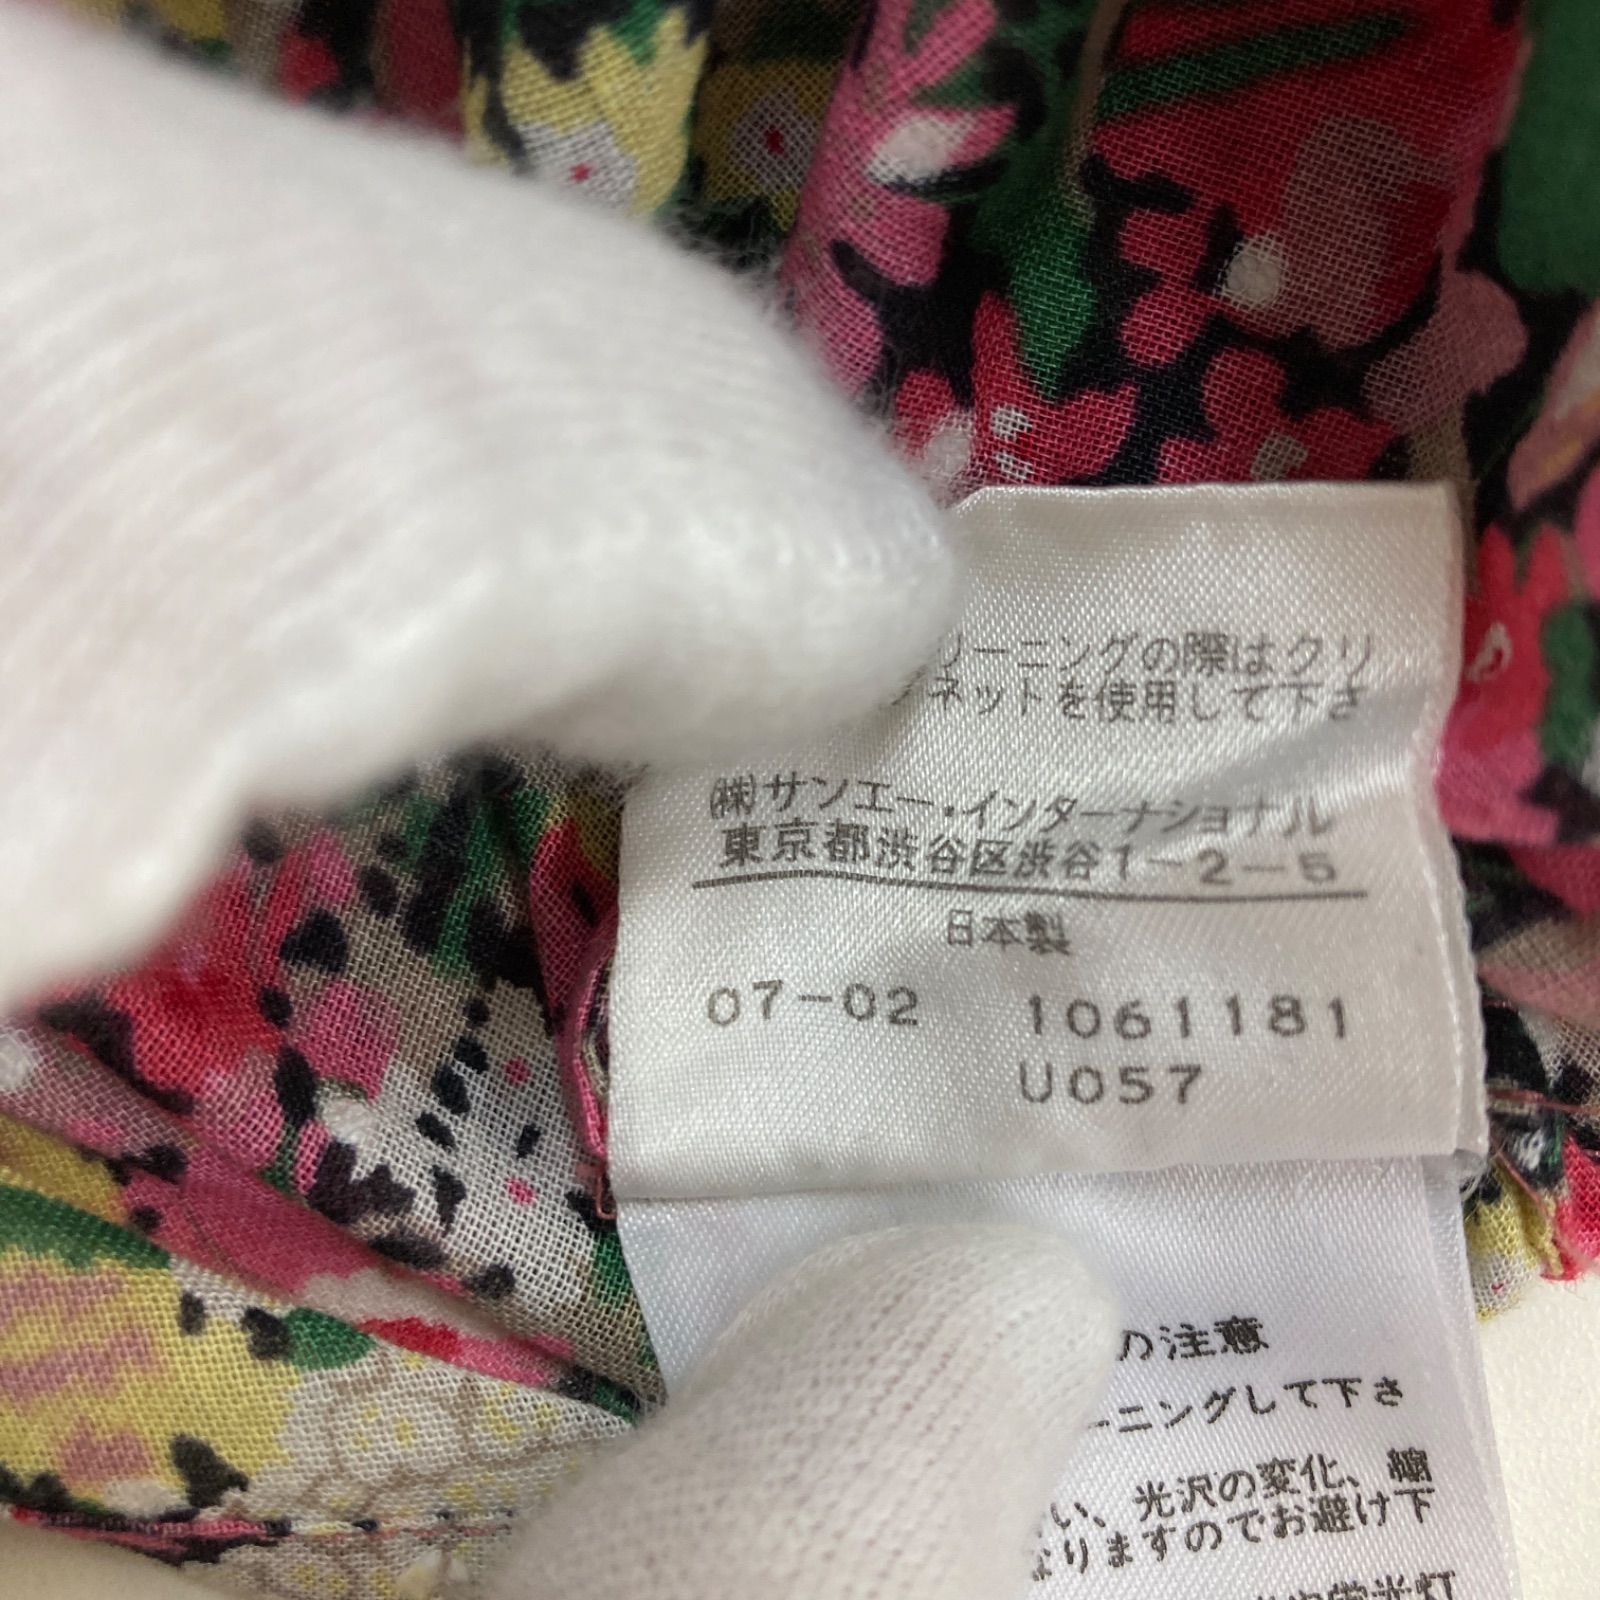 リーニングの際はクリ
ネットを使用して下さ
㈱サンエー・インターナショナル
東京都渋谷区渋谷1-2-5
日本製
07-02 1061181
U057
の注意
ーニングして下さ
い、光沢の変化、縮
なりますのでお避け下
蛍光灯